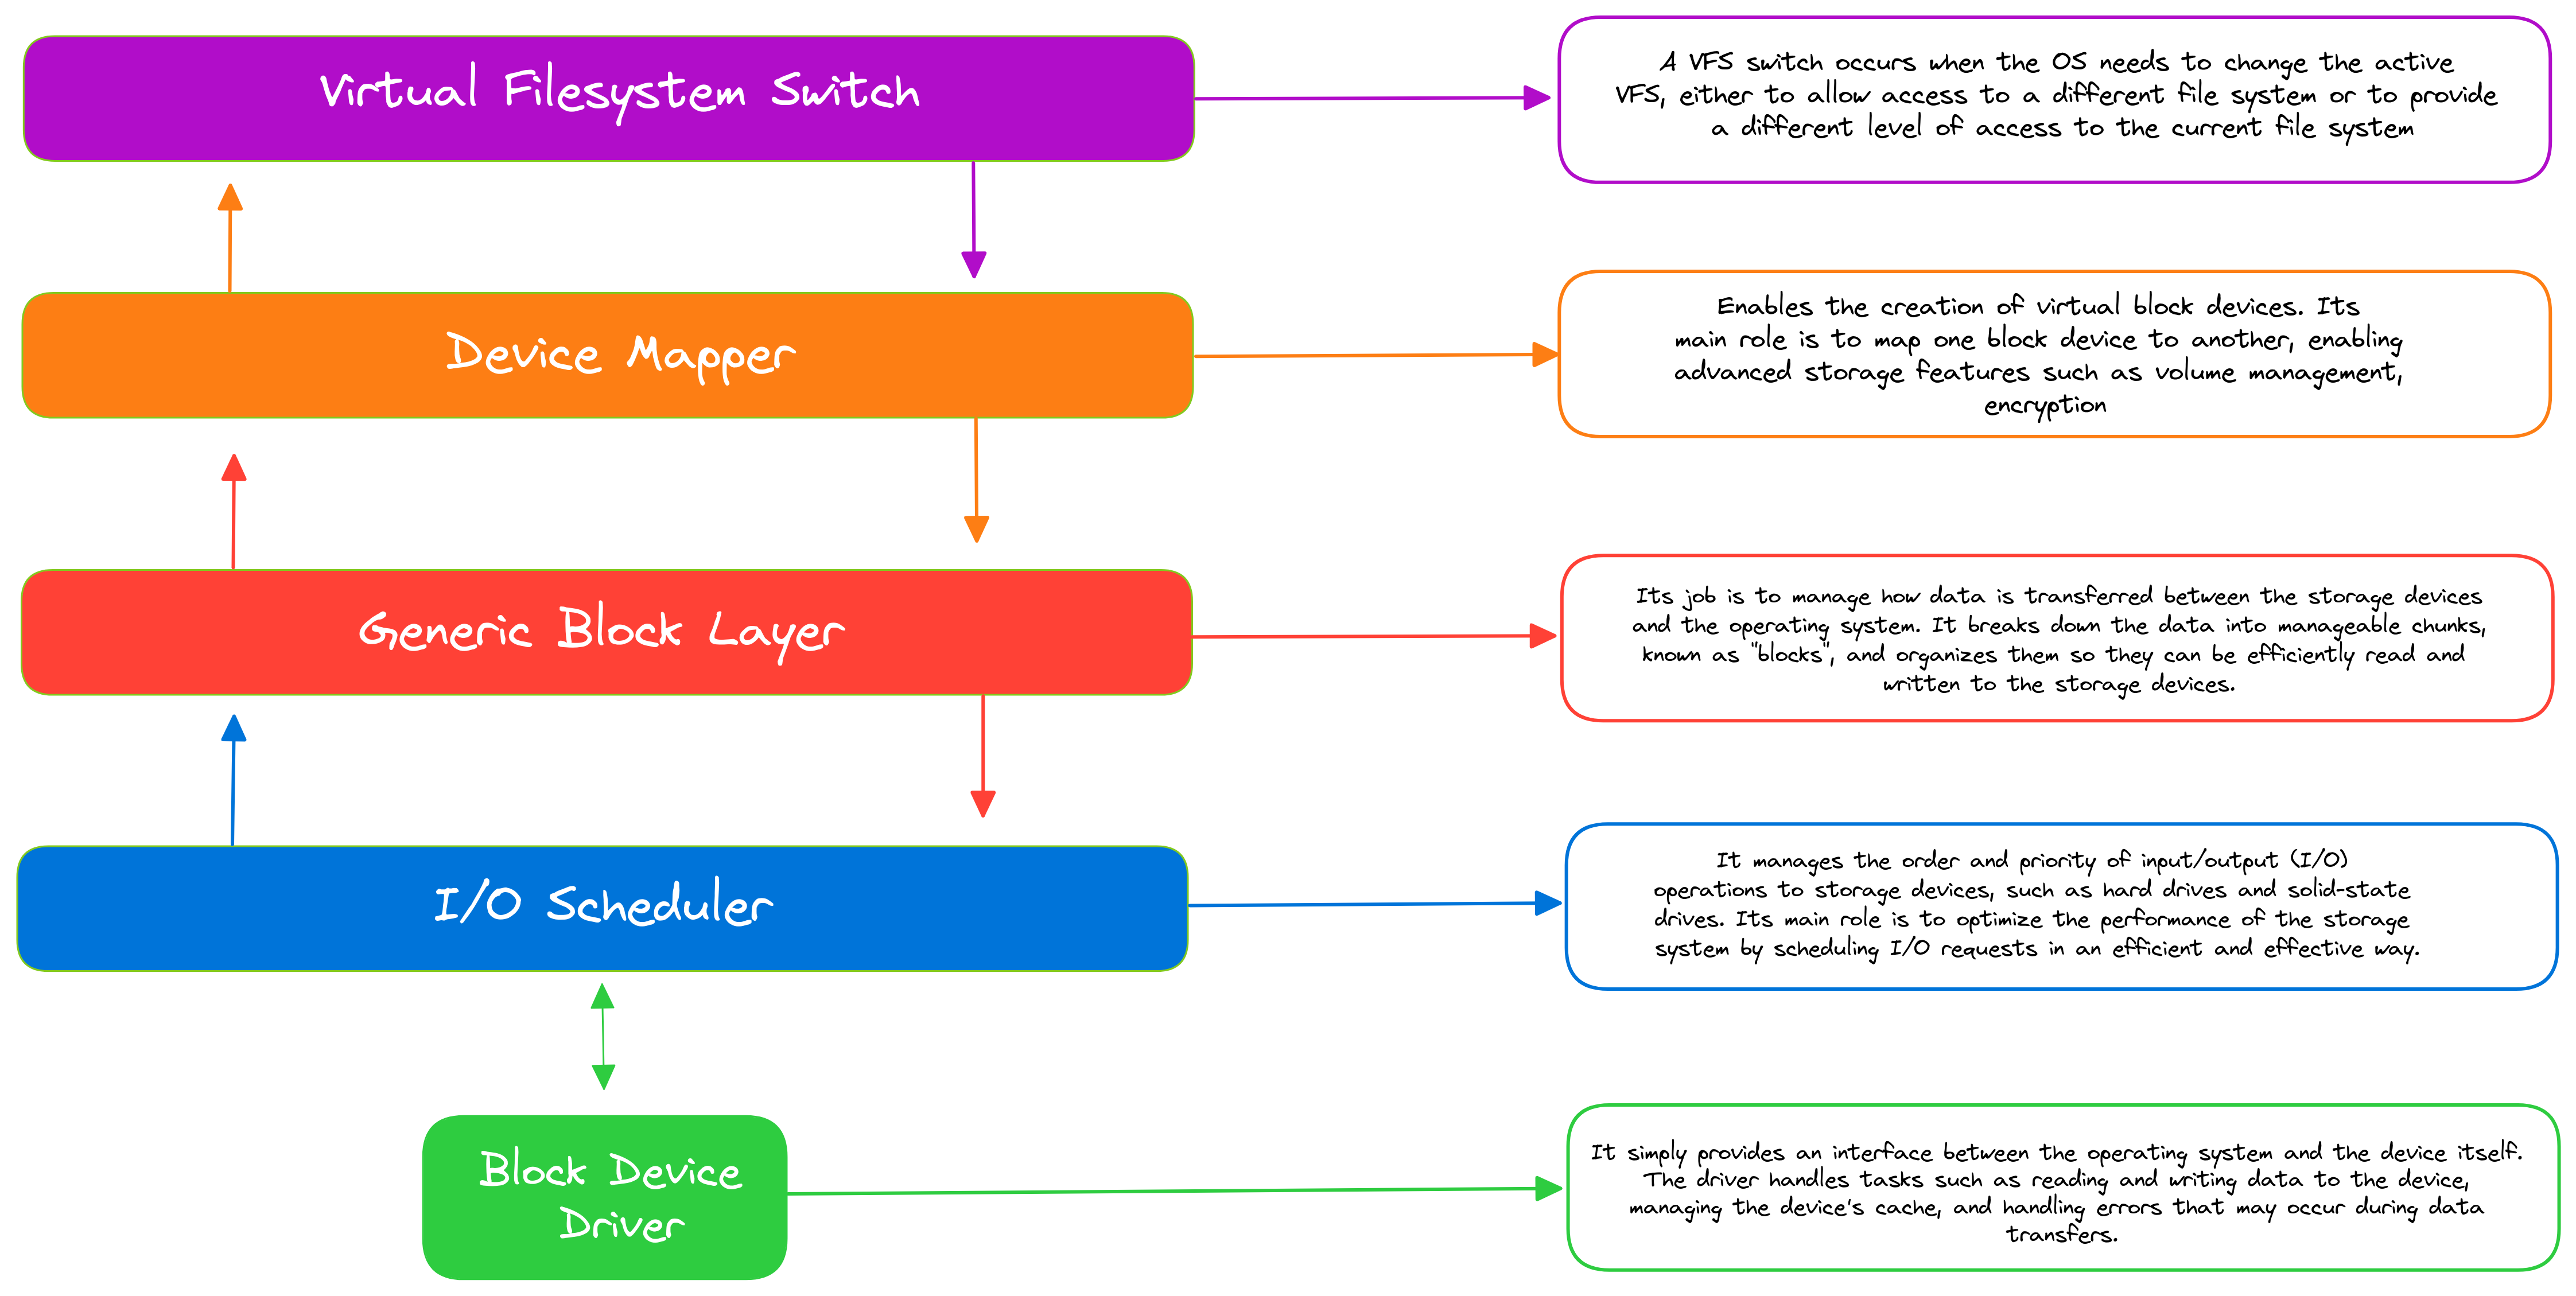 Virtual Filesystem Switch
A VFS switch occurs when the OS needs to change the active
VFS, either to allow access to a different file system or to provide
a different level of access to the current file system
Device Mapper
Enables the creation of virtual block devices. Its
main role is to map one block device to another, enabling
advanced storage features such as volume management,
encryption
Generic Block Layer
Its job is to manage how data is transferred between the storage devices
and the operating system. It breaks down the data into manageable chunks,
known as "blocks", and organizes them so they can be efficiently read and
written to the storage devices.
I/O Scheduler
It manages the order and priority of input/output (I/O)
operations to storage devices, such as hard drives and solid-state
drives. Its main role is to optimize the performance of the storage
system by scheduling I/O requests in an efficient and effective way.
Block Device
Driver
It simply provides an interface between the operating system and the device itself.
The driver handles tasks such as reading and writing data to the device,
managing the device's cache, and handling errors that may occur during data
transfers.